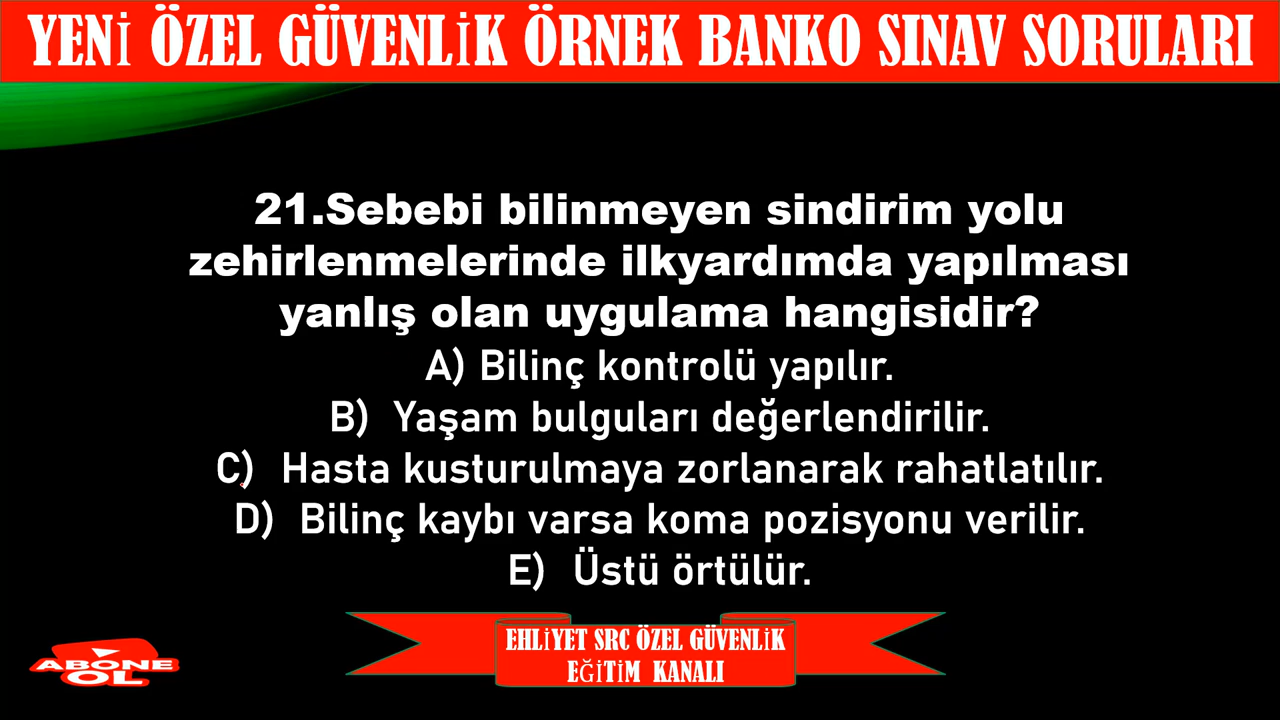 YENİ ÖZEL GÜVENLİK ÖRNEK BANKO SINAV SORULARI
21.Sebebi bilinmeyen sindirim yolu
zehirlenmelerinde ilkyardımda yapılması
yanlış olan uygulama hangisidir?
A) Bilinç kontrolü yapılır.
B) Yaşam bulguları değerlendirilir.
C) Hasta kusturulmaya zorlanarak rahatlatılır.
D) Bilinç kaybı varsa koma pozisyonu verilir.
E) Üstü örtülür.
EHLİYET SRC ÖZEL GÜVENLİK
EĞİTİM KANALI
ABONE
OL